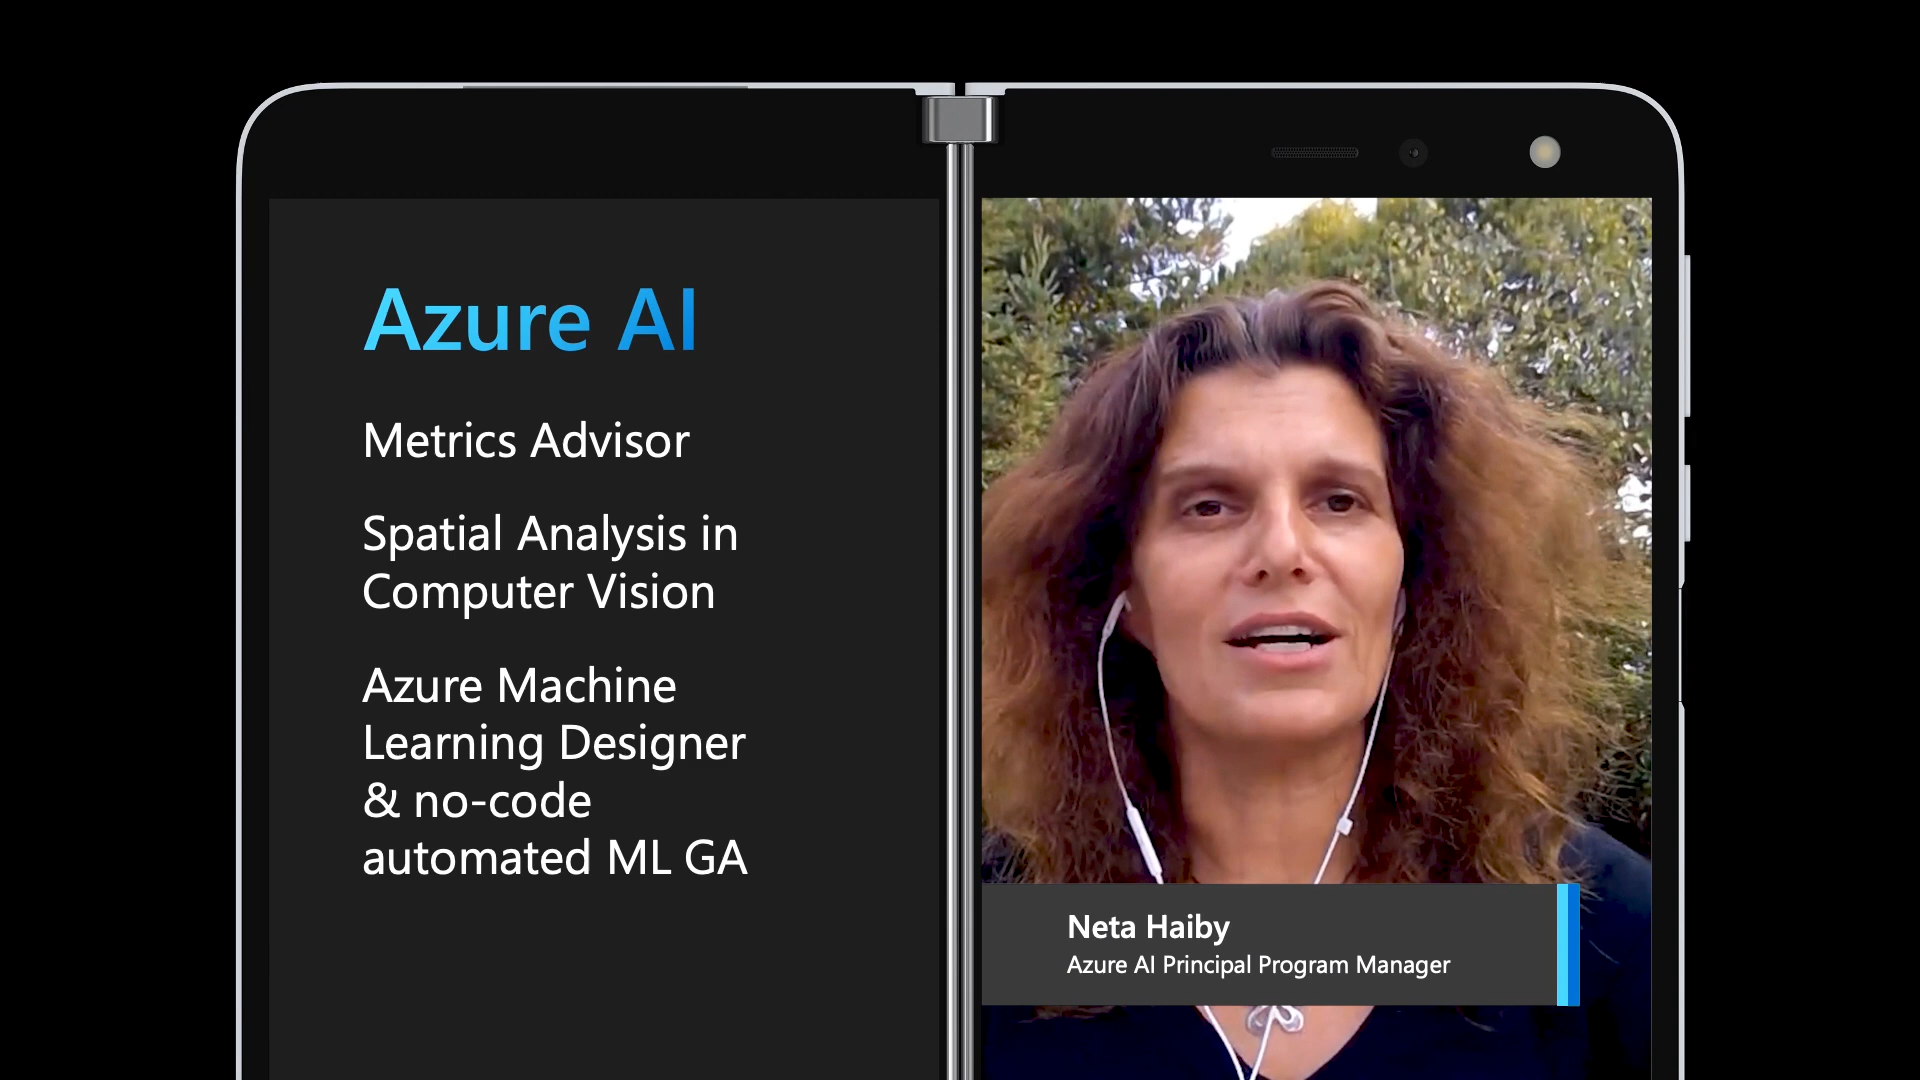 Azure AI
Metrics Advisor
Spatial Analysis in
Computer Vision
Azure Machine
Learning Designer
& no-code
automated ML GA
Neta Haiby
Azure AI Principal Program Manager